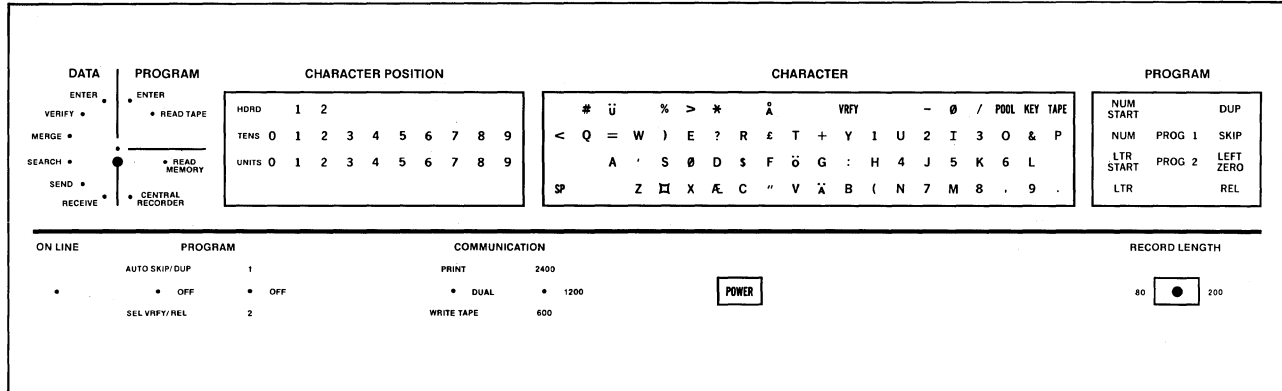 DATA PROGRAM CHARACTER POSITION CHARACTER PROGRAM
ENTER ENTER
VERIFY READ TAPE
MERGE
SEARCH READ MEMORY
SEND
RECEIVE CENTRAL RECORDER
HDRD 1 2
TENS 0 1 2 3 4 5 6 7 8 9
UNITS 0 1 2 3 4 5 6 7 8 9
# Ü % > * Å VRFY - Ø / POOL KEY TAPE
< Q = W ) E ? R £ T + Y 1 U 2 I 3 O & P
A ' S Ø D $ F Ö G : H 4 J 5 K 6 L
SP Z ¤ X Æ C " V Ä B ( N 7 M 8 , 9 .
NUM START DUP
NUM PROG 1 SKIP
LTR START PROG 2 LEFT ZERO
LTR REL
ON LINE PROGRAM COMMUNICATION RECORD LENGTH
AUTO SKIP/DUP 1 PRINT 2400
OFF OFF DUAL 1200 POWER 80 200
SEL VRFY/REL 2 WRITE TAPE 600